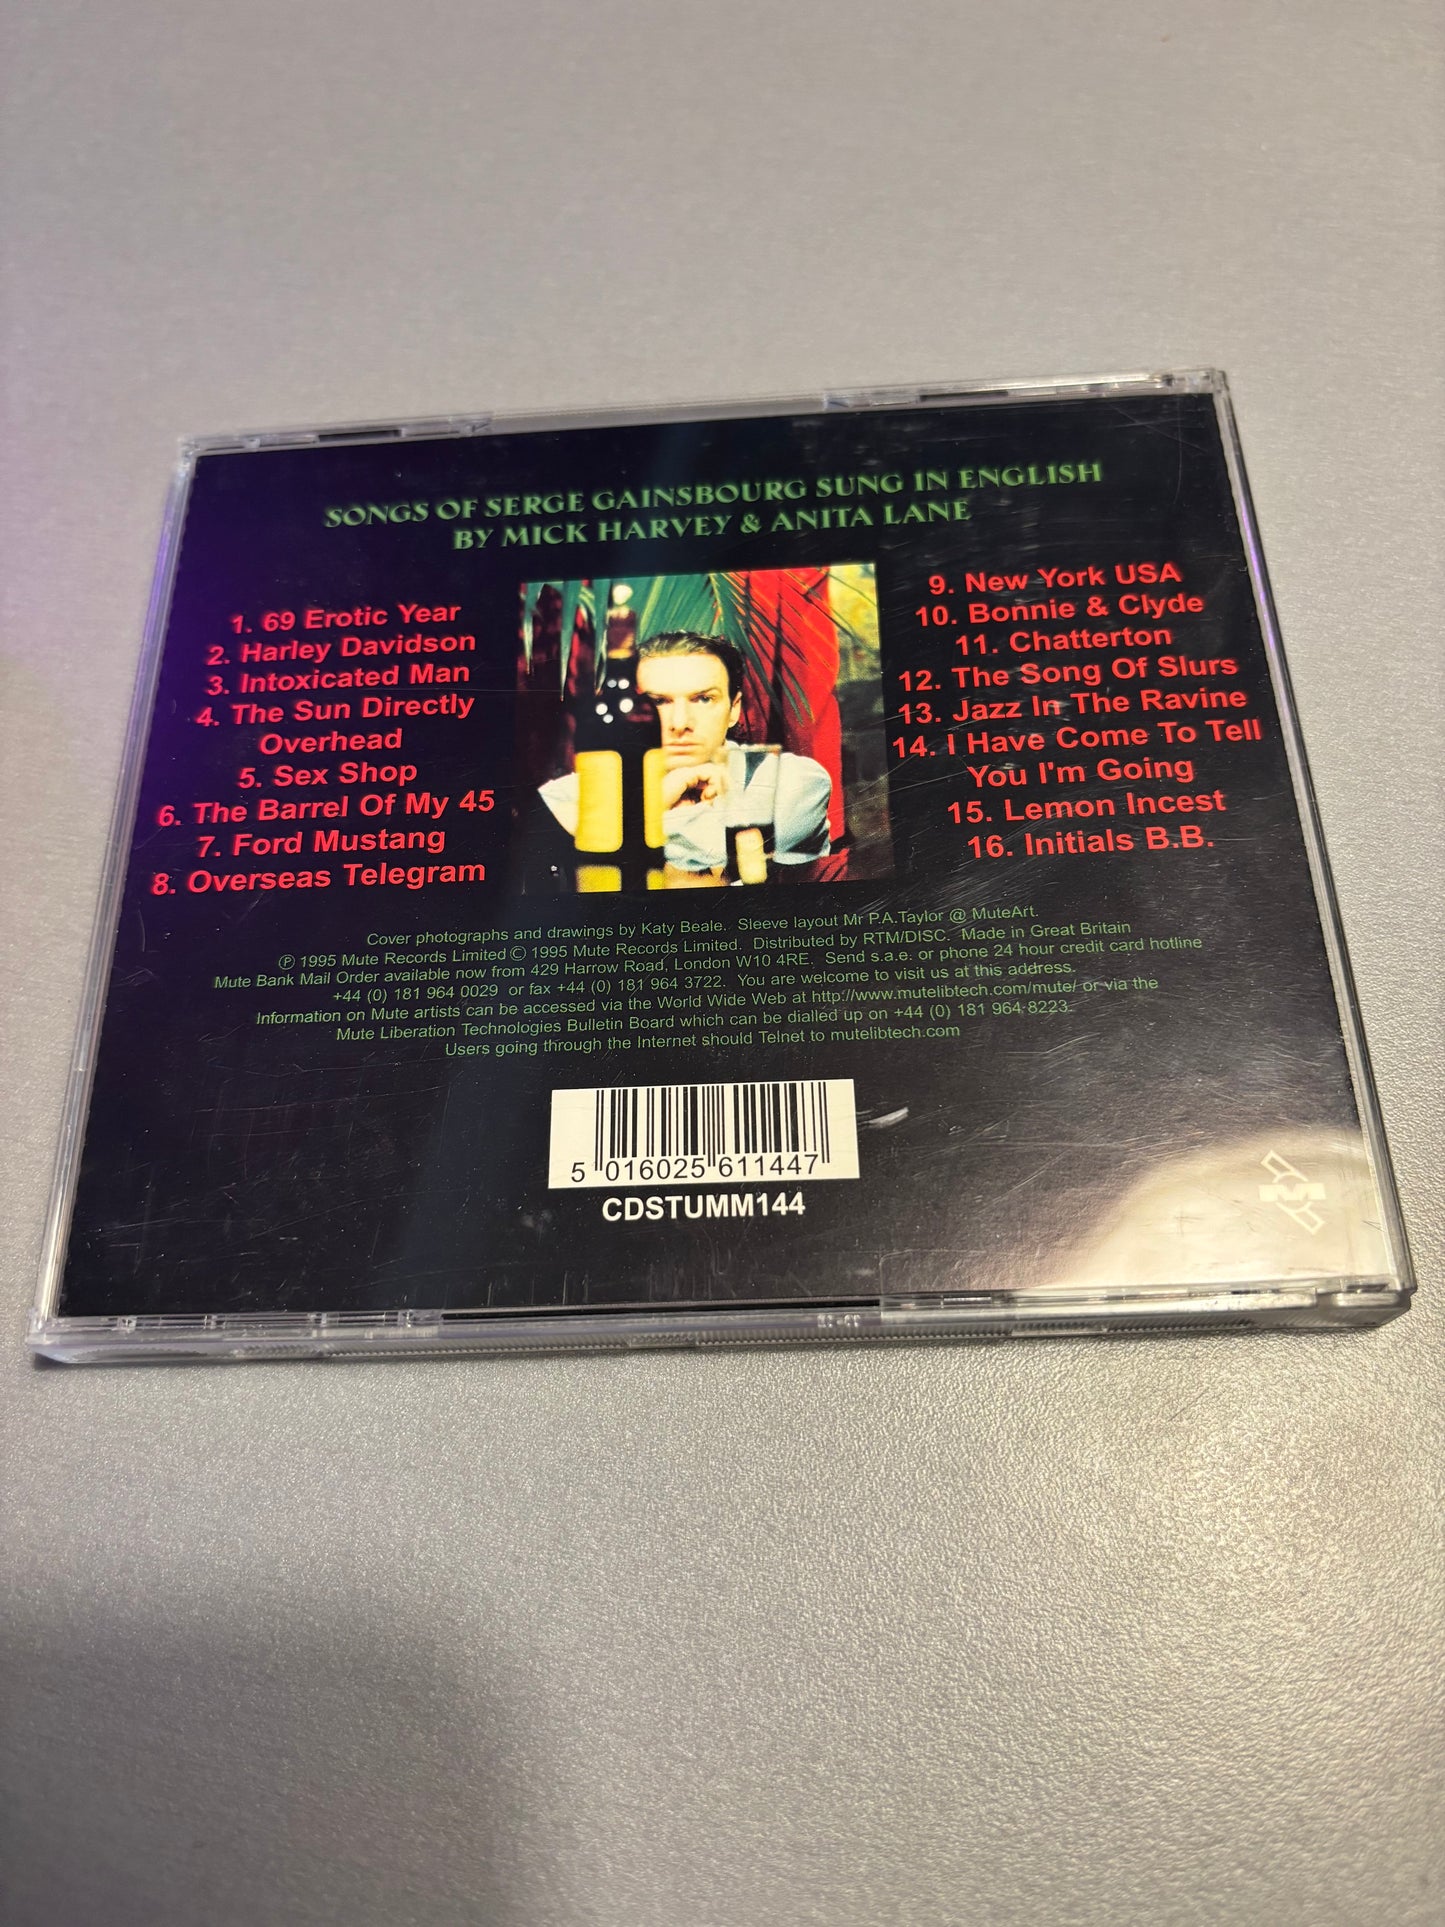 SONGS OF SERGE GAINSBOURG SUNG IN ENGLISH
BY MICK HARVEY & ANITA LANE
1. 69 Erotic Year
2. Harley Davidson
3. Intoxicated Man
4. The Sun Directly
Overhead
5. Sex Shop
6. The Barrel Of My 45
7. Ford Mustang
8. Overseas Telegram
9. New York USA
10. Bonnie & Clyde
11. Chatterton
12. The Song Of Slurs
13. Jazz In The Ravine
14. I Have Come To Tell
You I'm Going
15. Lemon Incest
16. Initials B.B.
Cover photographs and drawings by Katy Beale. Sleeve layout Mr P.A.Taylor @ MuteArt.
℗ 1995 Mute Records Limited © 1995 Mute Records Limited. Distributed by RTM/DISC. Made in Great Britain
Mute Bank Mail Order available now from 429 Harrow Road, London W10 4RE. Send s.a.e. or phone 24 hour credit card hotline
+44 (0) 181 964 0029 or fax +44 (0) 181 964 3722. You are welcome to visit us at this address.
Information on Mute artists can be accessed via the World Wide Web at http://www.mutelibtech.com/mute/ or via the
Mute Liberation Technologies Bulletin Board which can be dialled up on +44 (0) 181 964 8223.
Users going through the Internet should Telnet to mutelibtech.com
5 016025 611447
CDSTUMM144
M